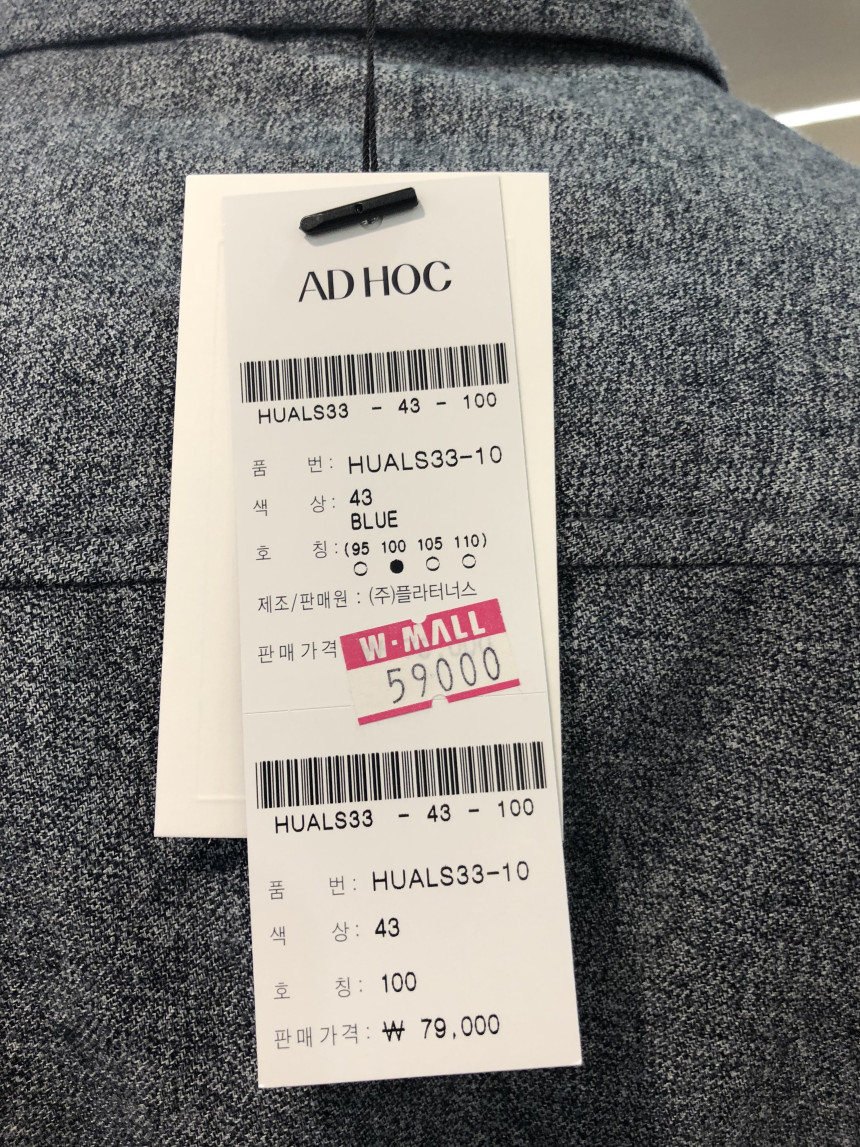 AD HOC
HUALS33 - 43 - 100
품 번: HUALS33-10
색 상: 43
BLUE
호 칭: (95 100 105 110)
제조/판매원 : (주)플라터너스
판매가격
W·MALL
59000
HUALS33 - 43 - 100
품 번: HUALS33-10
색 상: 43
호 칭: 100
판매가격: ₩ 79,000